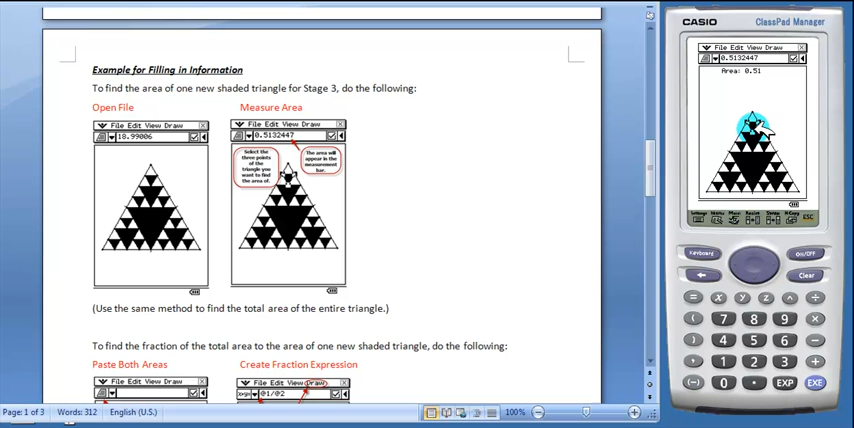 Example for Filling in Information
To find the area of one new shaded triangle for Stage 3, do the following:
Open File
Measure Area
File Edit View Draw
18.99006
File Edit View Draw
0.5132447
Select the
three points
of the
triangle you
want to find
the area of.
The area will
appear in the
measurement
bar.
(Use the same method to find the total area of the entire triangle.)
To find the fraction of the total area to the area of one new shaded triangle, do the following:
Paste Both Areas
Create Fraction Expression
File Edit View Draw
File Edit View Draw
@1/@2
Page: 1 of 3
Words: 312
English (U.S.)
100%
CASIO
ClassPad Manager
File Edit View Draw
0.5132447
Area: 0.51
Settings
Menu
Main
Resize
Swap
ESC
Keyboard
ON/OFF
Clear
= x y z ^ ÷
( 7 8 9 ×
) 4 5 6 −
, 1 2 3 +
(−) 0 . EXP EXE